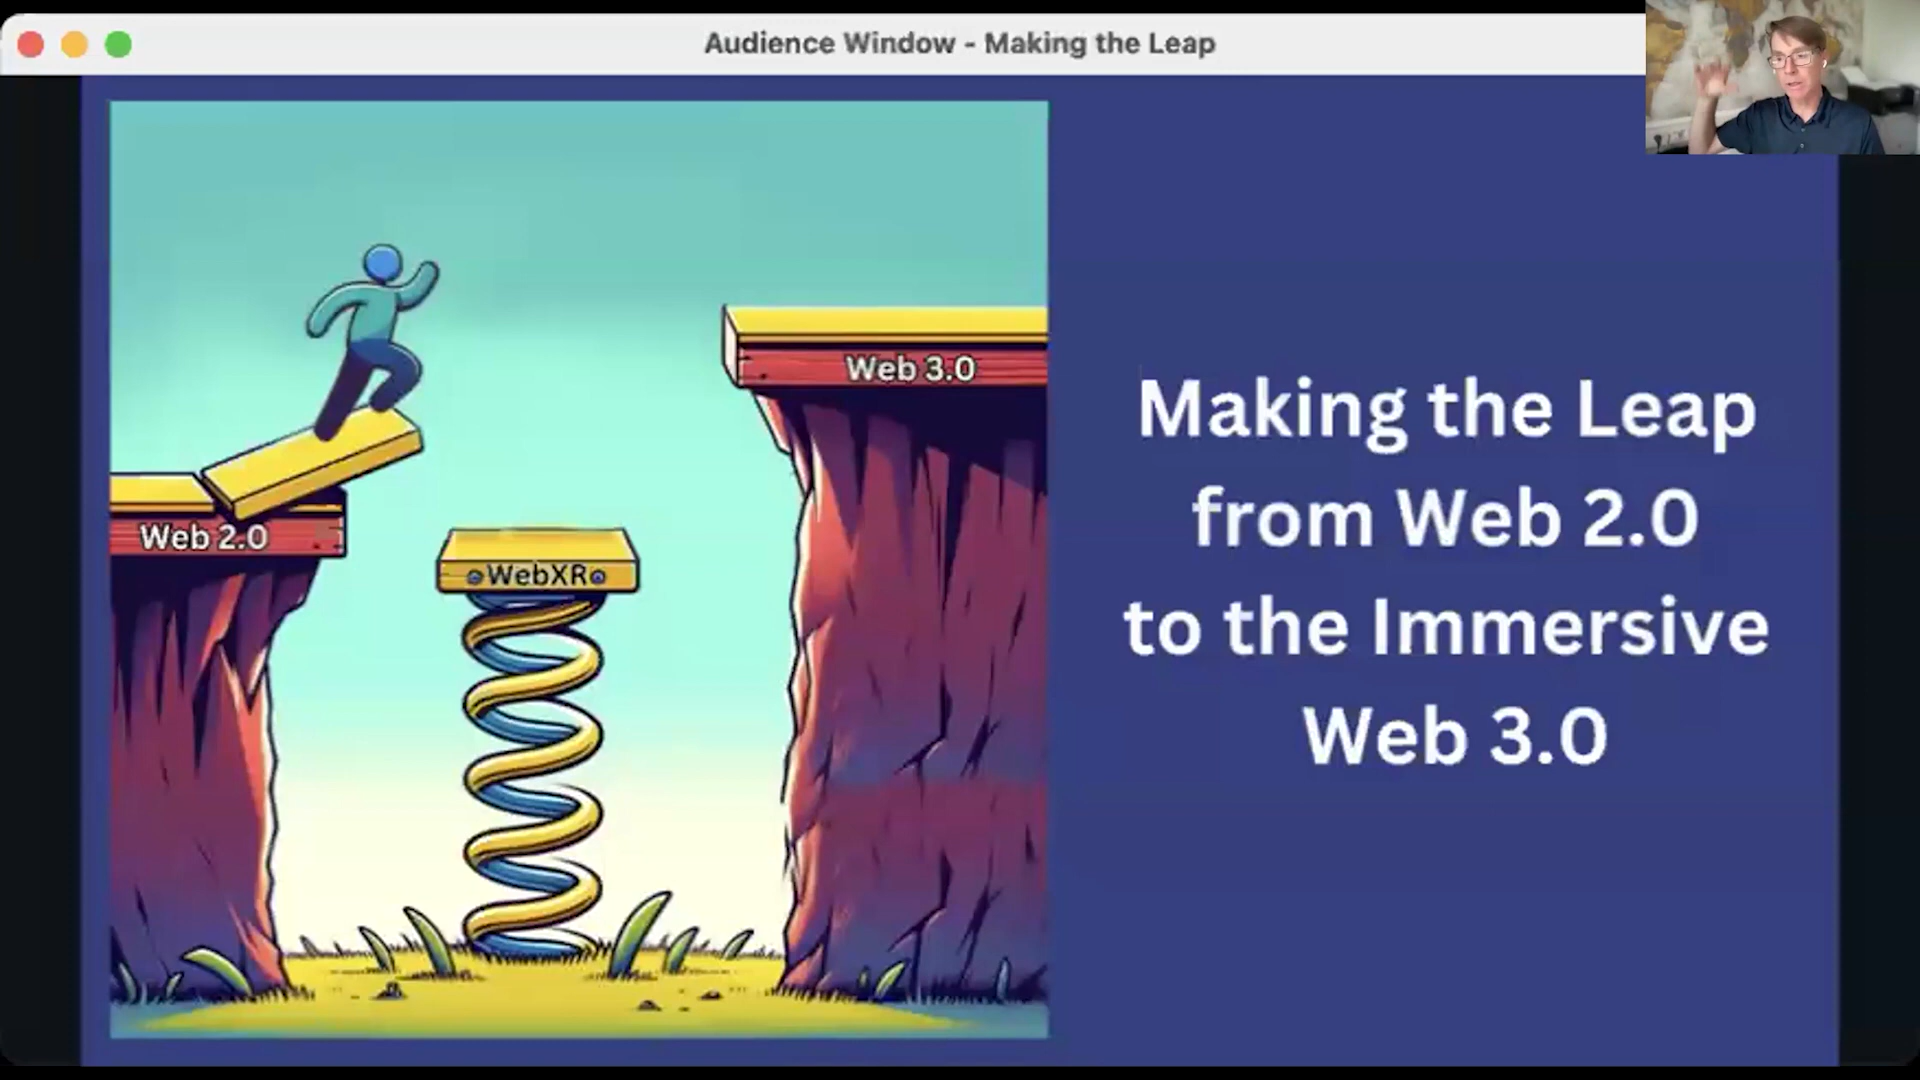 Audience Window - Making the Leap
Web 3.0
Web 2.0
WebXR
Making the Leap
from Web 2.0
to the Immersive
Web 3.0